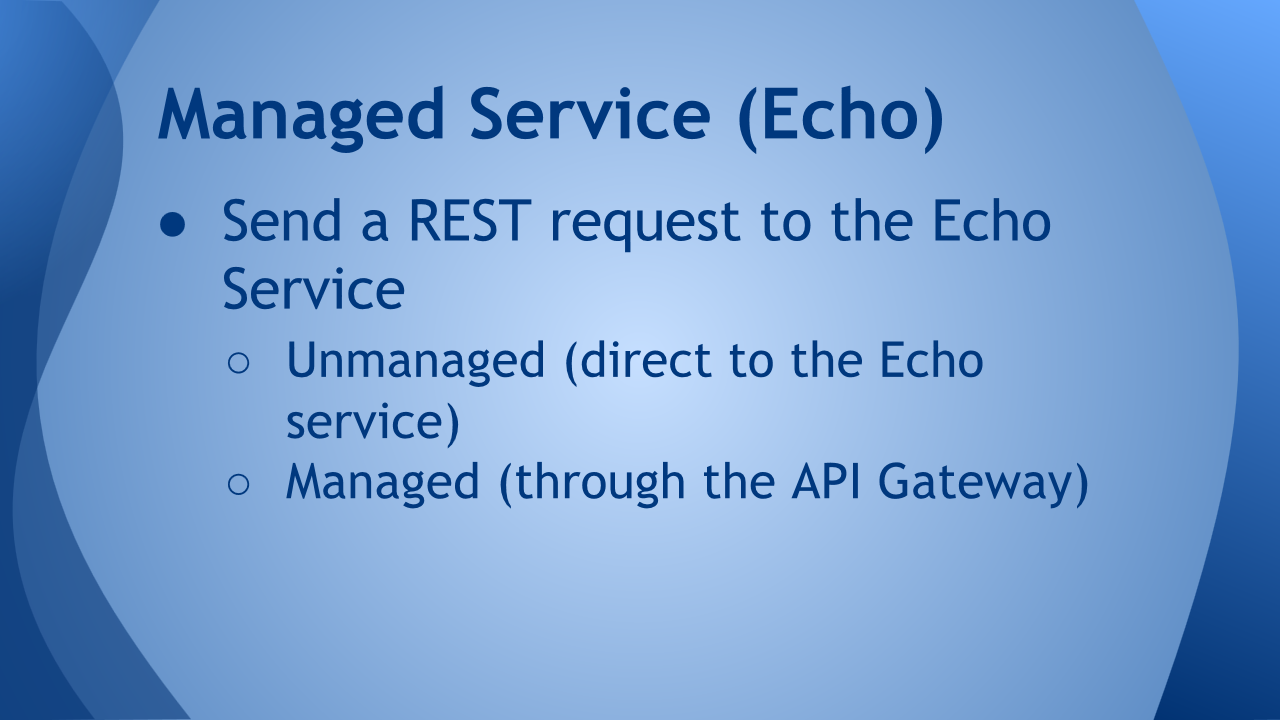 Managed Service (Echo)
● Send a REST request to the Echo
Service
○ Unmanaged (direct to the Echo
service)
○ Managed (through the API Gateway)